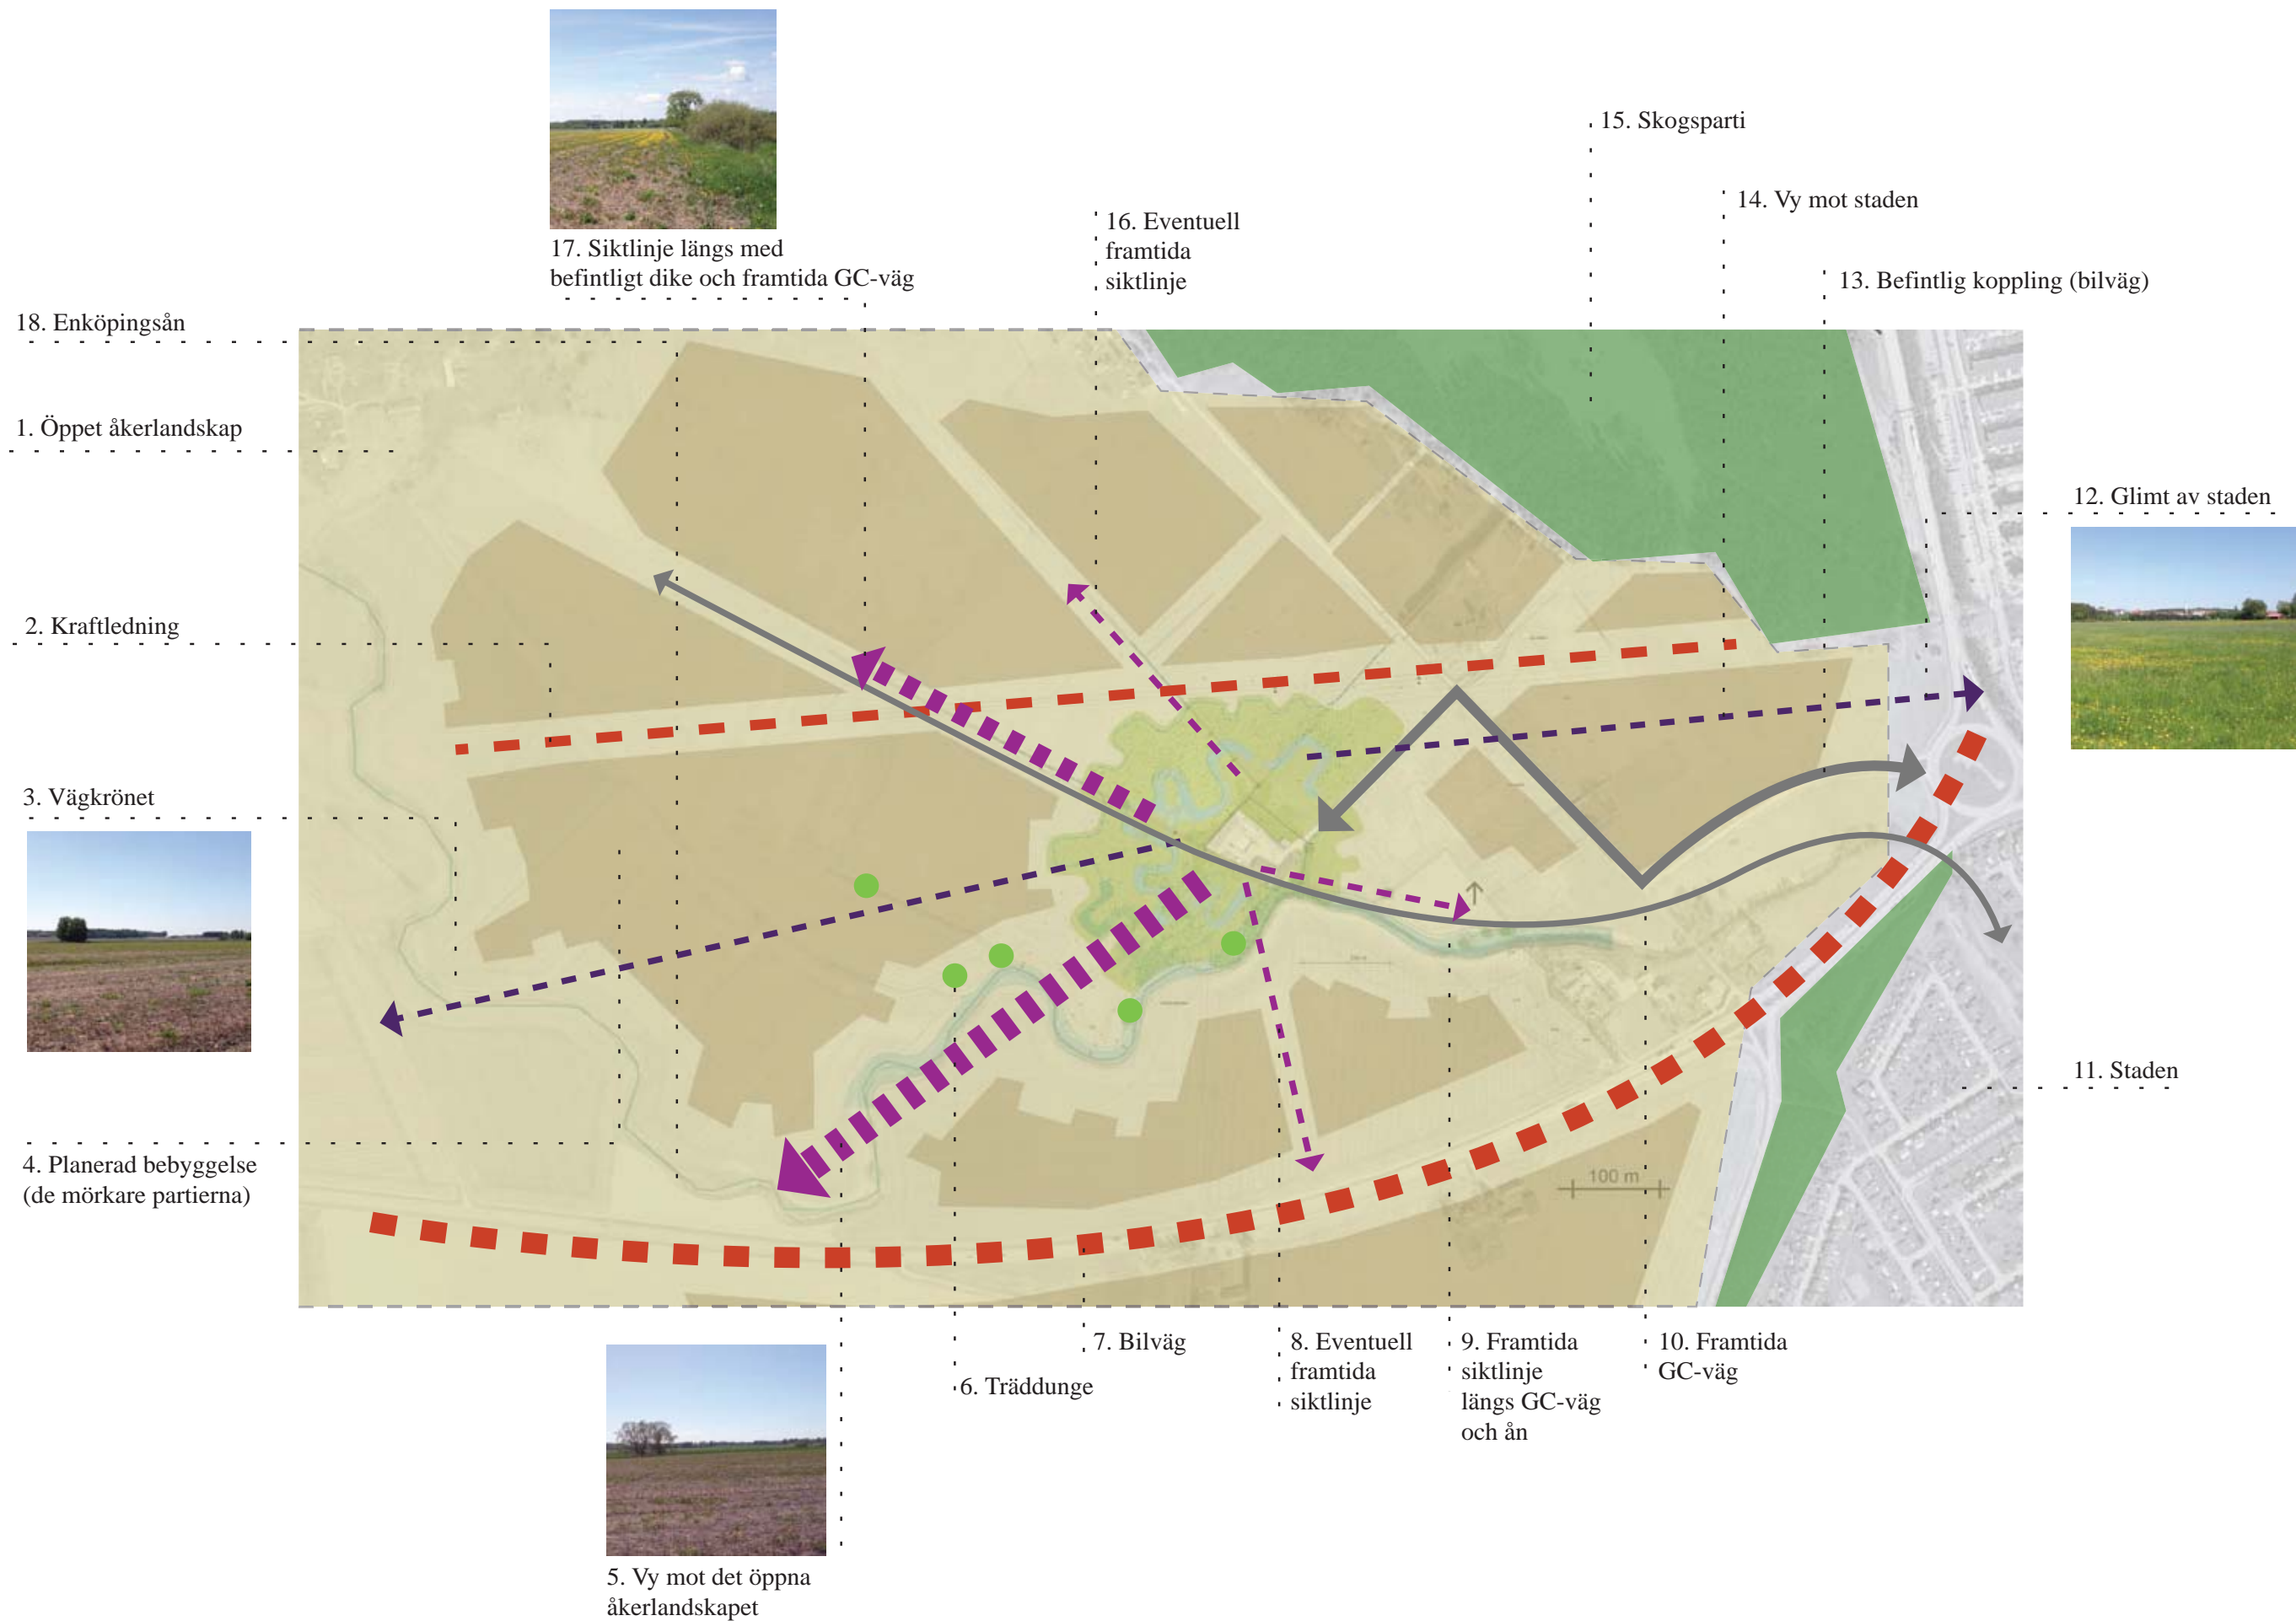 15. Skogsparti
14. Vy mot staden
16. Eventuell
framtida
siktlinje
17. Siktlinje längs med
befintligt dike och framtida GC-väg
13. Befintlig koppling (bilväg)
18. Enköpingsån
1. Öppet åkerlandskap
12. Glimt av staden
2. Kraftledning
3. Vägkrönet
11. Staden
4. Planerad bebyggelse
(de mörkare partierna)
100 m
7. Bilväg
8. Eventuell
framtida
siktlinje
9. Framtida
siktlinje
längs GC-väg
och ån
10. Framtida
GC-väg
6. Träddunge
5. Vy mot det öppna
åkerlandskapet